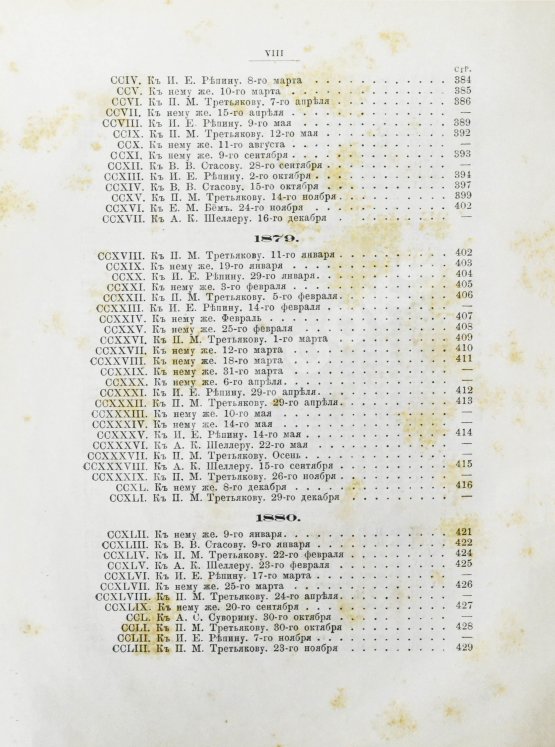 VIII
СТР.
CCIV. Къ И. Е. Рѣпину. 8-го марта . . . . . . . . . . . 384
CCV. Къ нему же. 10-го марта . . . . . . . . . . . 385
CCVI. Къ П. М. Третьякову. 7-го апрѣля . . . . . . . . . . . 386
CCVII. Къ нему же. 15-го апрѣля . . . . . . . . . . . —
CCVIII. Къ И. Е. Рѣпину. 9-го мая . . . . . . . . . . . 389
CCIX. Къ П. М. Третьякову. 12-го мая . . . . . . . . . . . 392
CCX. Къ нему же. 11-го августа . . . . . . . . . . . —
CCXI. Къ нему же. 9-го сентября . . . . . . . . . . . 393
CCXII. Къ В. В. Стасову. 28-го сентября . . . . . . . . . . . —
CCXIII. Къ И. Е. Рѣпину. 2-го октября . . . . . . . . . . . 394
CCXIV. Къ В. В. Стасову. 15-го октября . . . . . . . . . . . 397
CCXV. Къ П. М. Третьякову. 14-го ноября . . . . . . . . . . . 399
CCXVI. Къ Е. М. Бёмъ. 24-го ноября . . . . . . . . . . . 402
CCXVII. Къ А. К. Шеллеру. 16-го декабря . . . . . . . . . . . —
1879.
CCXVIII. Къ П. М. Третьякову. 11-го января . . . . . . . . . . . 402
CCXIX. Къ нему же. 19-го января . . . . . . . . . . . 403
CCXX. Къ И. Е. Рѣпину. 29-го января . . . . . . . . . . . 404
CCXXI. Къ нему же. 3-го февраля . . . . . . . . . . . 405
CCXXII. Къ П. М. Третьякову. 5-го февраля . . . . . . . . . . . 406
CCXXIII. Къ И. Е. Рѣпину. 14-го февраля . . . . . . . . . . . —
CCXXIV. Къ нему же. Февраль . . . . . . . . . . . 407
CCXXV. Къ нему же. 25-го февраля . . . . . . . . . . . 408
CCXXVI. Къ П. М. Третьякову. 1-го марта . . . . . . . . . . . 409
CCXXVII. Къ нему же. 12-го марта . . . . . . . . . . . 410
CCXXVIII. Къ нему же. 18-го марта . . . . . . . . . . . 411
CCXXIX. Къ нему же. 31-го марта . . . . . . . . . . . —
CCXXX. Къ нему же. 6-го апрѣля . . . . . . . . . . . —
CCXXXI. Къ И. Е. Рѣпину. 29-го апрѣля . . . . . . . . . . . 412
CCXXXII. Къ П. М. Третьякову. 29-го апрѣля . . . . . . . . . . . 413
CCXXXIII. Къ нему же. 10-го мая . . . . . . . . . . . —
CCXXXIV. Къ нему же. 14-го мая . . . . . . . . . . . —
CCXXXV. Къ И. Е. Рѣпину. 14-го мая . . . . . . . . . . . 414
CCXXXVI. Къ А. К. Шеллеру. 22-го мая . . . . . . . . . . . —
CCXXXVII. Къ П. М. Третьякову. Осень . . . . . . . . . . . —
CCXXXVIII. Къ А. К. Шеллеру. 15-го сентября . . . . . . . . . . . 415
CCXXXIX. Къ П. М. Третьякову. 26-го ноября . . . . . . . . . . . —
CCXL. Къ нему же. 8-го декабря . . . . . . . . . . . 416
CCXLI. Къ П. М. Третьякову. 29-го декабря . . . . . . . . . . . —
1880.
CCXLII. Къ нему же. 9-го января . . . . . . . . . . . 421
CCXLIII. Къ В. В. Стасову. 9-го января . . . . . . . . . . . 422
CCXLIV. Къ П. М. Третьякову. 22-го февраля . . . . . . . . . . . 424
CCXLV. Къ А. К. Шеллеру. 23-го февраля . . . . . . . . . . . 425
CCXLVI. Къ И. Е. Рѣпину. 17-го марта . . . . . . . . . . . —
CCXLVII. Къ нему же. 25-го марта . . . . . . . . . . . 426
CCXLVIII. Къ П. М. Третьякову. 24-го апрѣля . . . . . . . . . . . —
CCXLIX. Къ нему же. 20-го сентября . . . . . . . . . . . 427
CCL. Къ А. С. Суворину. 30-го октября . . . . . . . . . . . —
CCLI. Къ П. М. Третьякову. 30-го октября . . . . . . . . . . . 428
CCLII. Къ И. Е. Рѣпину. 7-го ноября . . . . . . . . . . . —
CCLIII. Къ П. М. Третьякову. 23-го ноября . . . . . . . . . . . 429